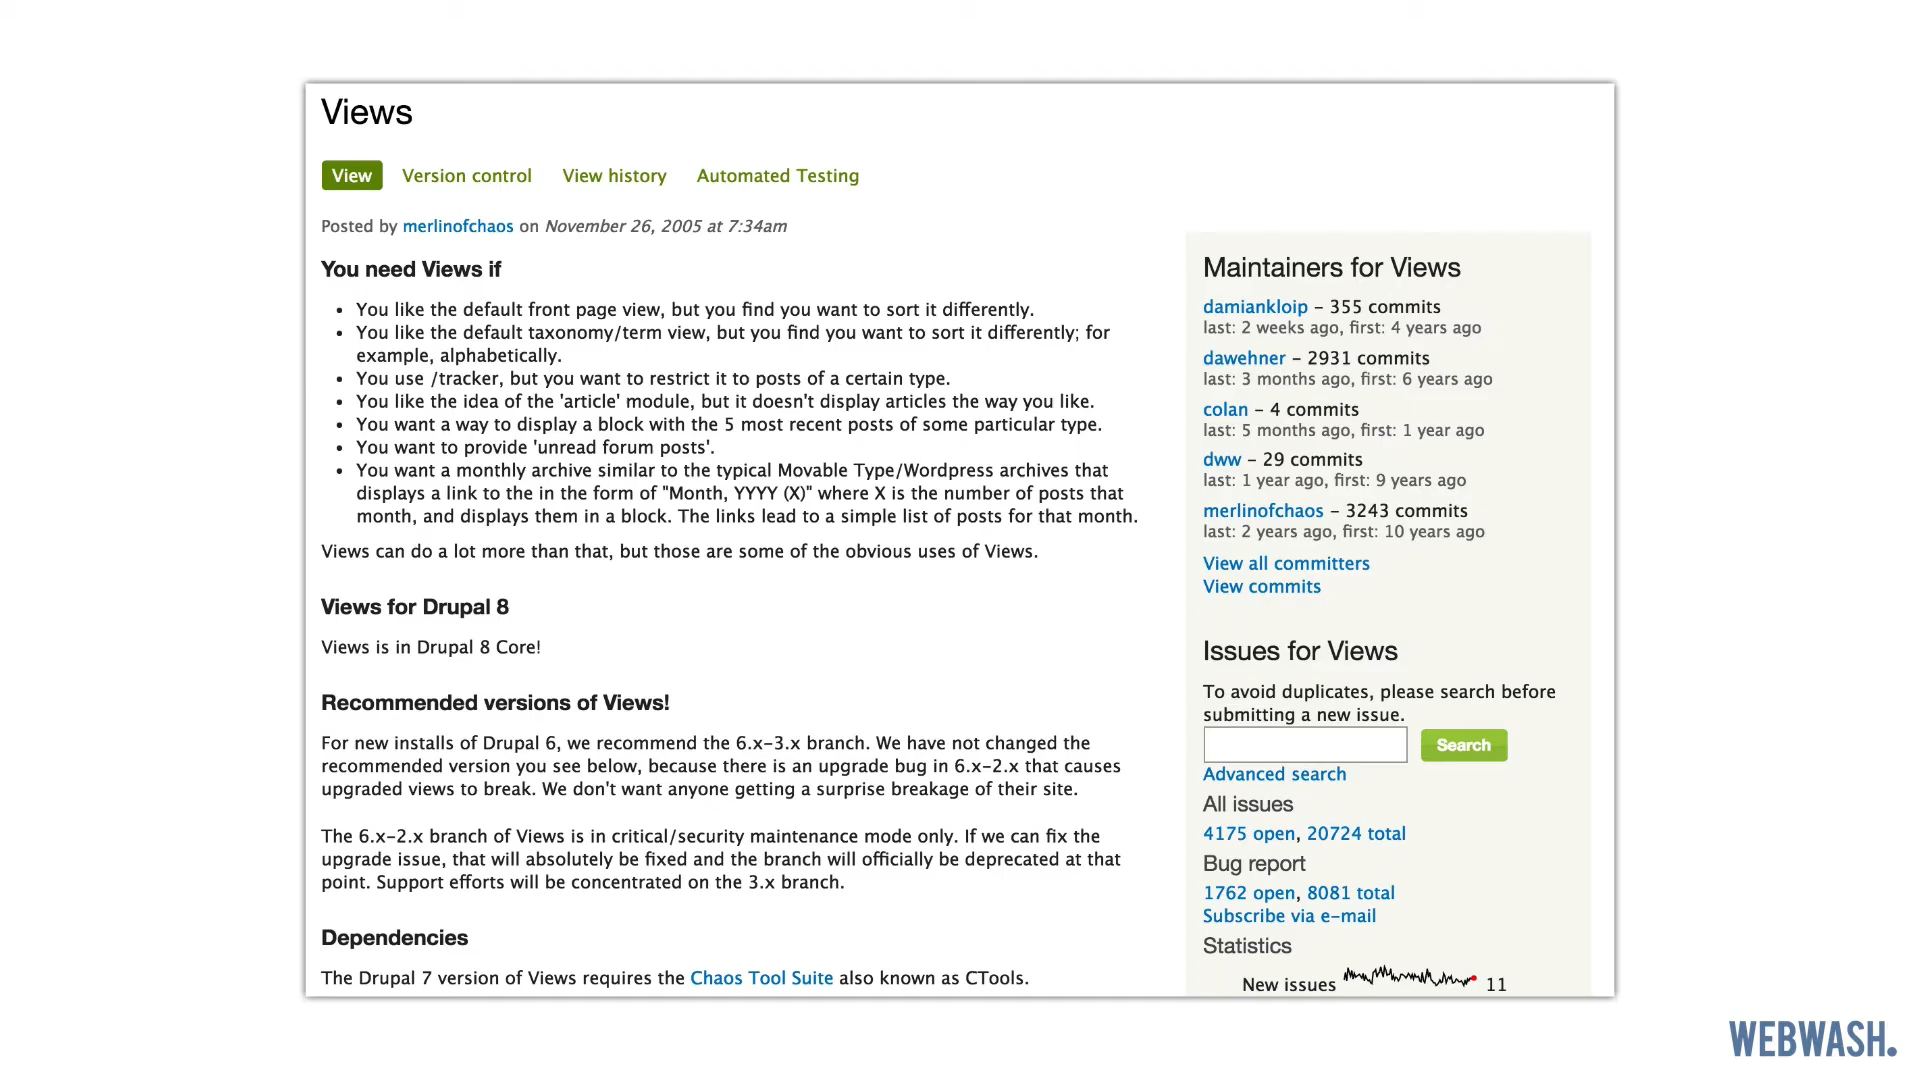 Views
View Version control View history Automated Testing
Posted by merlinofchaos on November 26, 2005 at 7:34am
You need Views if
• You like the default front page view, but you find you want to sort it differently.
• You like the default taxonomy/term view, but you find you want to sort it differently; for
example, alphabetically.
• You use /tracker, but you want to restrict it to posts of a certain type.
• You like the idea of the 'article' module, but it doesn't display articles the way you like.
• You want a way to display a block with the 5 most recent posts of some particular type.
• You want to provide 'unread forum posts'.
• You want a monthly archive similar to the typical Movable Type/Wordpress archives that
displays a link to the in the form of "Month, YYYY (X)" where X is the number of posts that
month, and displays them in a block. The links lead to a simple list of posts for that month.
Views can do a lot more than that, but those are some of the obvious uses of Views.
Views for Drupal 8
Views is in Drupal 8 Core!
Recommended versions of Views!
For new installs of Drupal 6, we recommend the 6.x-3.x branch. We have not changed the
recommended version you see below, because there is an upgrade bug in 6.x-2.x that causes
upgraded views to break. We don't want anyone getting a surprise breakage of their site.
The 6.x-2.x branch of Views is in critical/security maintenance mode only. If we can fix the
upgrade issue, that will absolutely be fixed and the branch will officially be deprecated at that
point. Support efforts will be concentrated on the 3.x branch.
Dependencies
The Drupal 7 version of Views requires the Chaos Tool Suite also known as CTools.
Maintainers for Views
damiankloip – 355 commits
last: 2 weeks ago, first: 4 years ago
dawehner – 2931 commits
last: 3 months ago, first: 6 years ago
colan – 4 commits
last: 5 months ago, first: 1 year ago
dww – 29 commits
last: 1 year ago, first: 9 years ago
merlinofchaos – 3243 commits
last: 2 years ago, first: 10 years ago
View all committers
View commits
Issues for Views
To avoid duplicates, please search before
submitting a new issue.
Search
Advanced search
All issues
4175 open, 20724 total
Bug report
1762 open, 8081 total
Subscribe via e-mail
Statistics
New issues 11
WEBWASH.